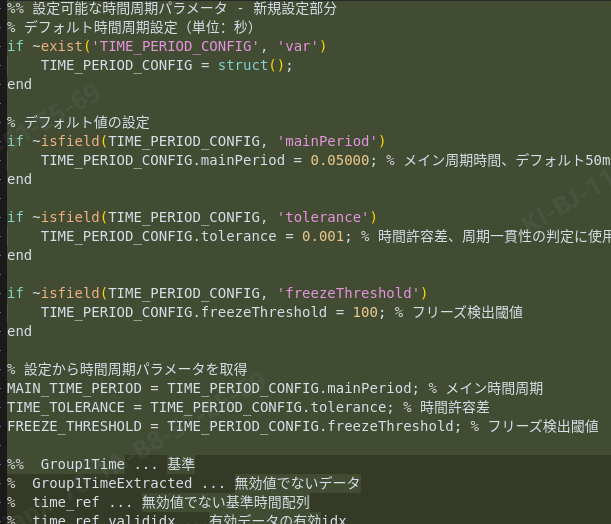 %% 設定可能な時間周期パラメータ - 新規設定部分
% デフォルト時間周期設定（単位：秒）
if ~exist('TIME_PERIOD_CONFIG', 'var')
    TIME_PERIOD_CONFIG = struct();
end

% デフォルト値の設定
if ~isfield(TIME_PERIOD_CONFIG, 'mainPeriod')
    TIME_PERIOD_CONFIG.mainPeriod = 0.05000; % メイン周期時間、デフォルト50m
end

if ~isfield(TIME_PERIOD_CONFIG, 'tolerance')
    TIME_PERIOD_CONFIG.tolerance = 0.001; % 時間許容差、周期一貫性の判定に使用
end

if ~isfield(TIME_PERIOD_CONFIG, 'freezeThreshold')
    TIME_PERIOD_CONFIG.freezeThreshold = 100; % フリーズ検出閾値
end

% 設定から時間周期パラメータを取得
MAIN_TIME_PERIOD = TIME_PERIOD_CONFIG.mainPeriod; % メイン時間周期
TIME_TOLERANCE = TIME_PERIOD_CONFIG.tolerance; % 時間許容差
FREEZE_THRESHOLD = TIME_PERIOD_CONFIG.freezeThreshold; % フリーズ検出閾値

%%  Group1Time ... 基準
%  Group1TimeExtracted ... 無効値でないデータ
%  time_ref ... 無効値でない基準時間配列
%  time_ref_valididx ... 有効データの有効idx